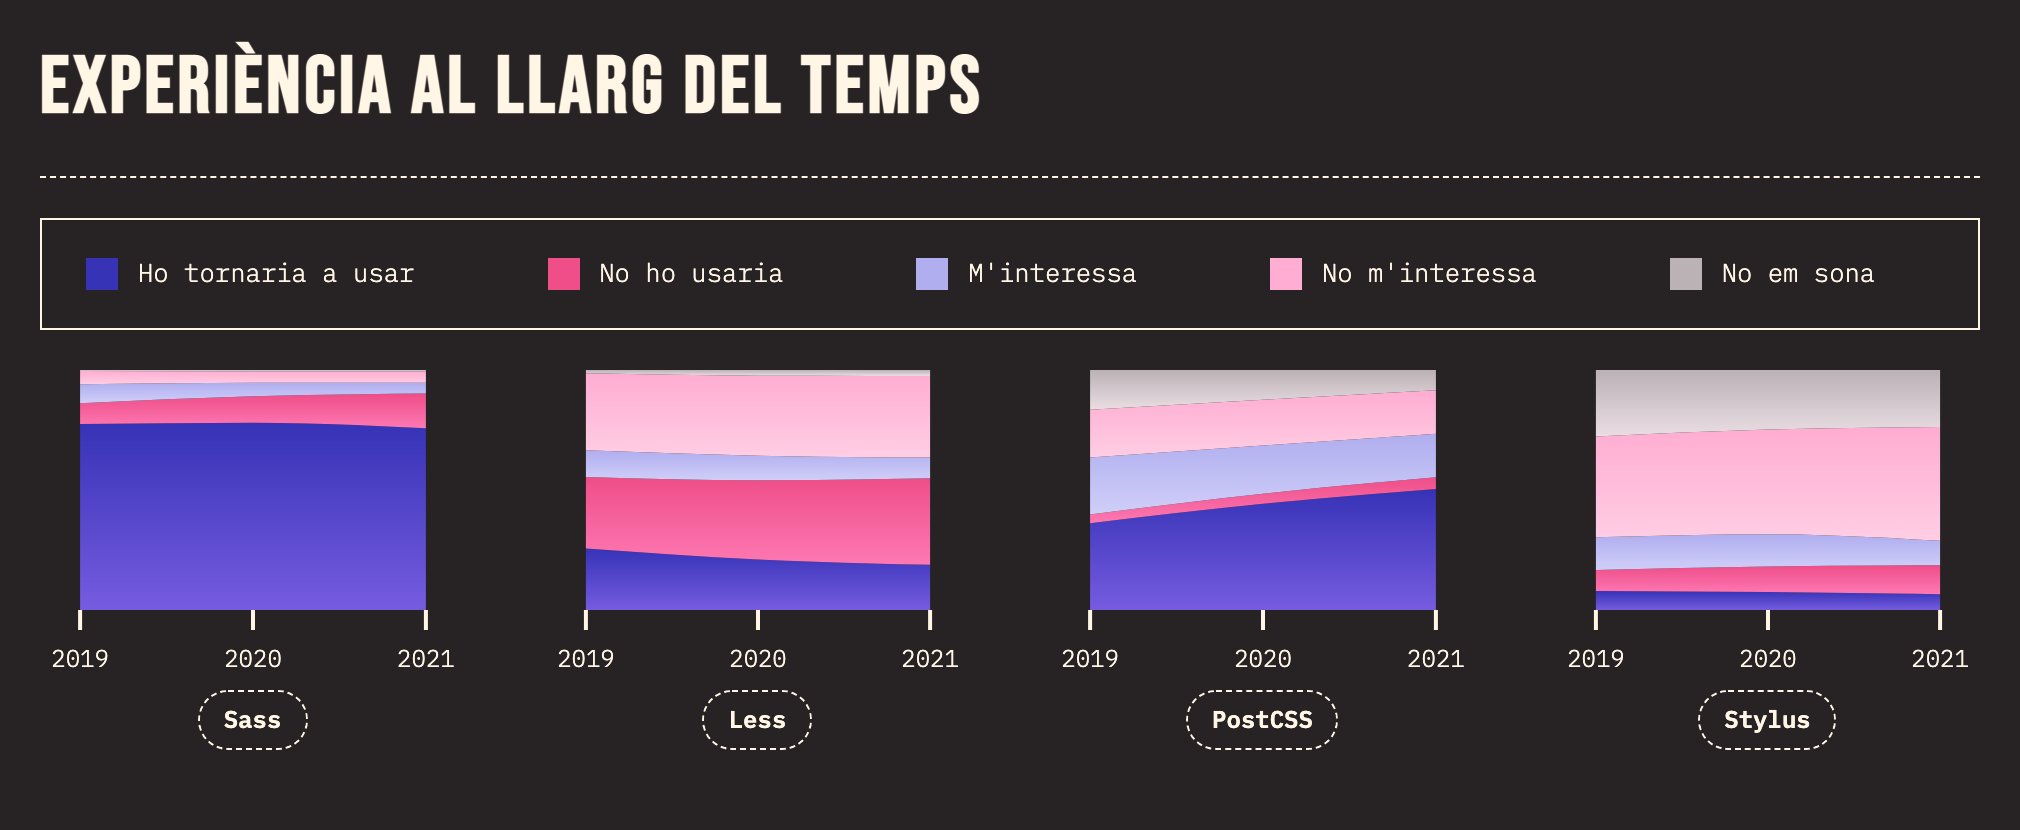 EXPERIÈNCIA AL LLARG DEL TEMPS
Ho tornaria a usar No ho usaria M'interessa No m'interessa No em sona
2019 2020 2021 2019 2020 2021 2019 2020 2021 2019 2020 2021
Sass Less PostCSS Stylus